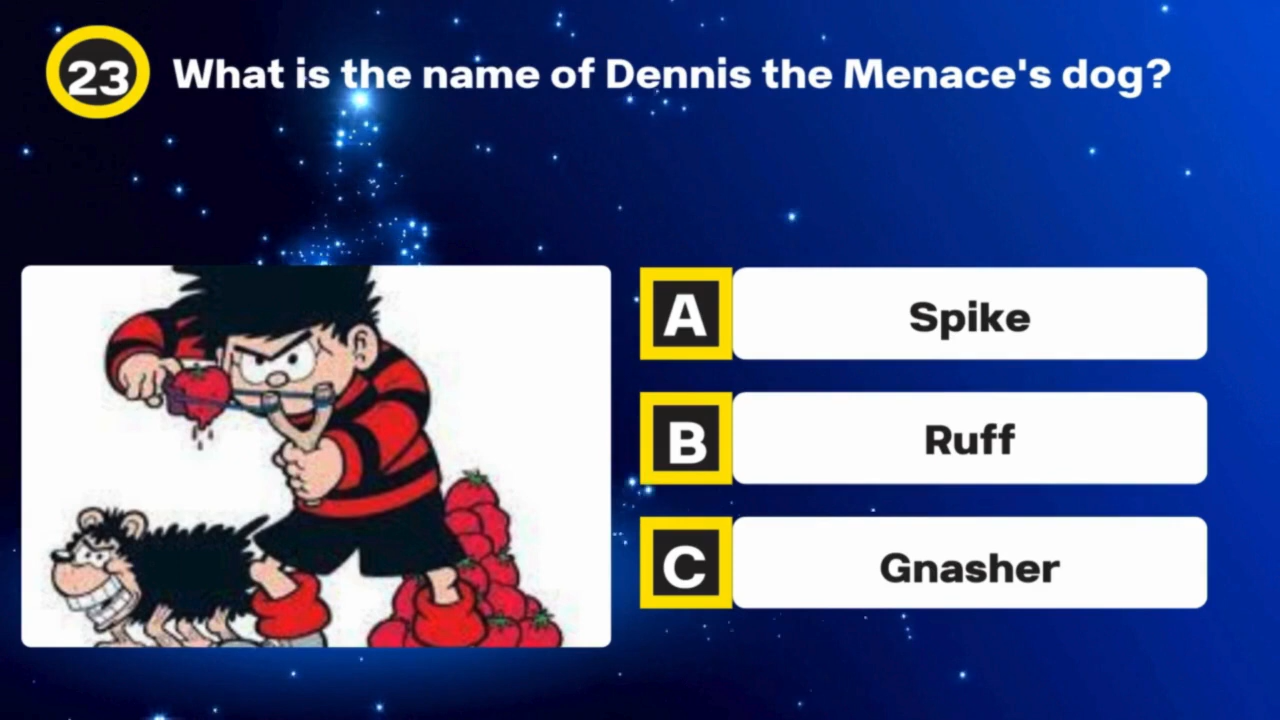 23 What is the name of Dennis the Menace's dog?
A Spike
B Ruff
C Gnasher